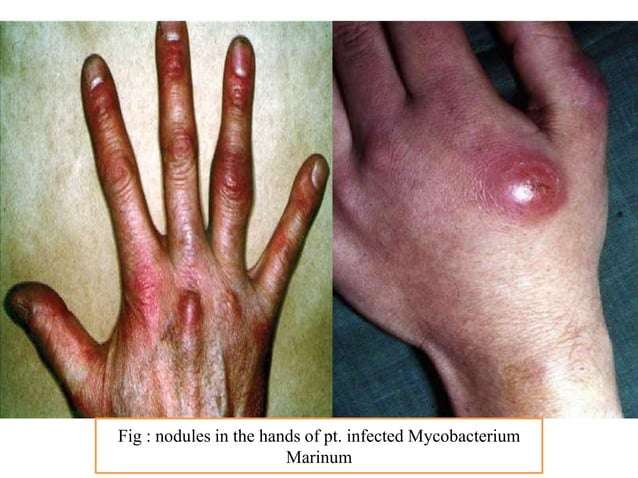 Fig : nodules in the hands of pt. infected Mycobacterium
Marinum